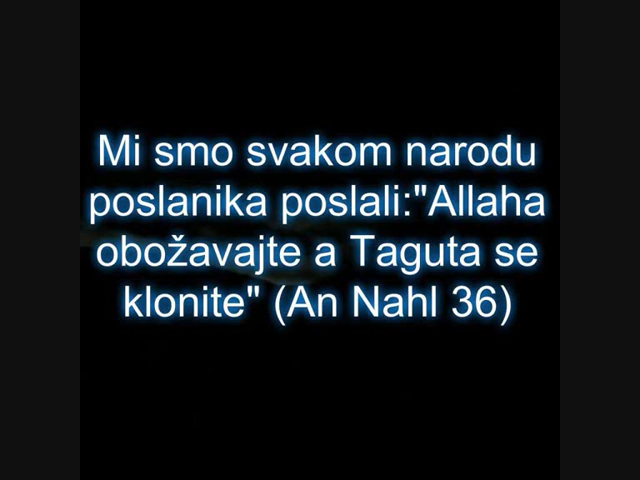 Mi smo svakom narodu
poslanika poslali:"Allaha
obožavajte a Taguta se
klonite" (An Nahl 36)